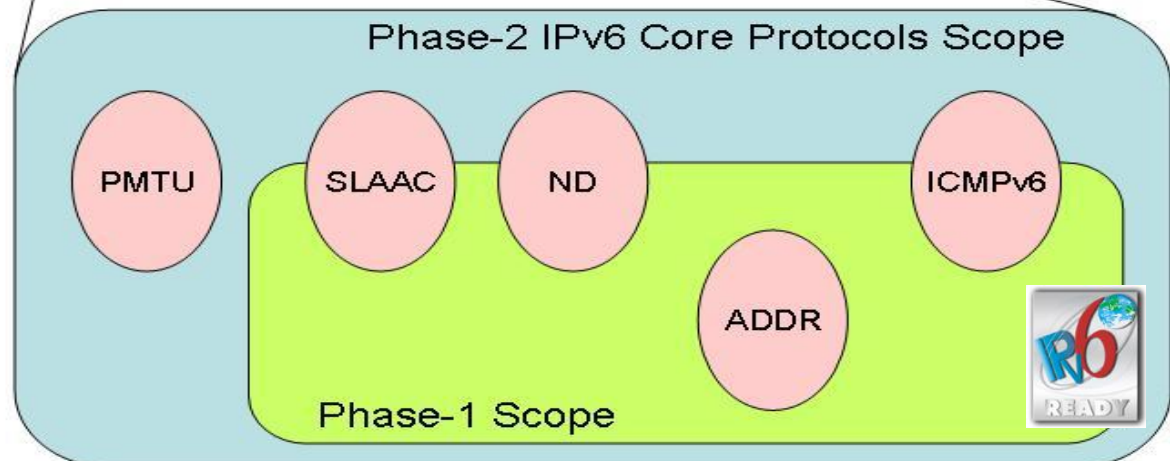 Phase-2 IPv6 Core Protocols Scope
PMTU
SLAAC
ND
ICMPv6
ADDR
Phase-1 Scope
IPv6
READY